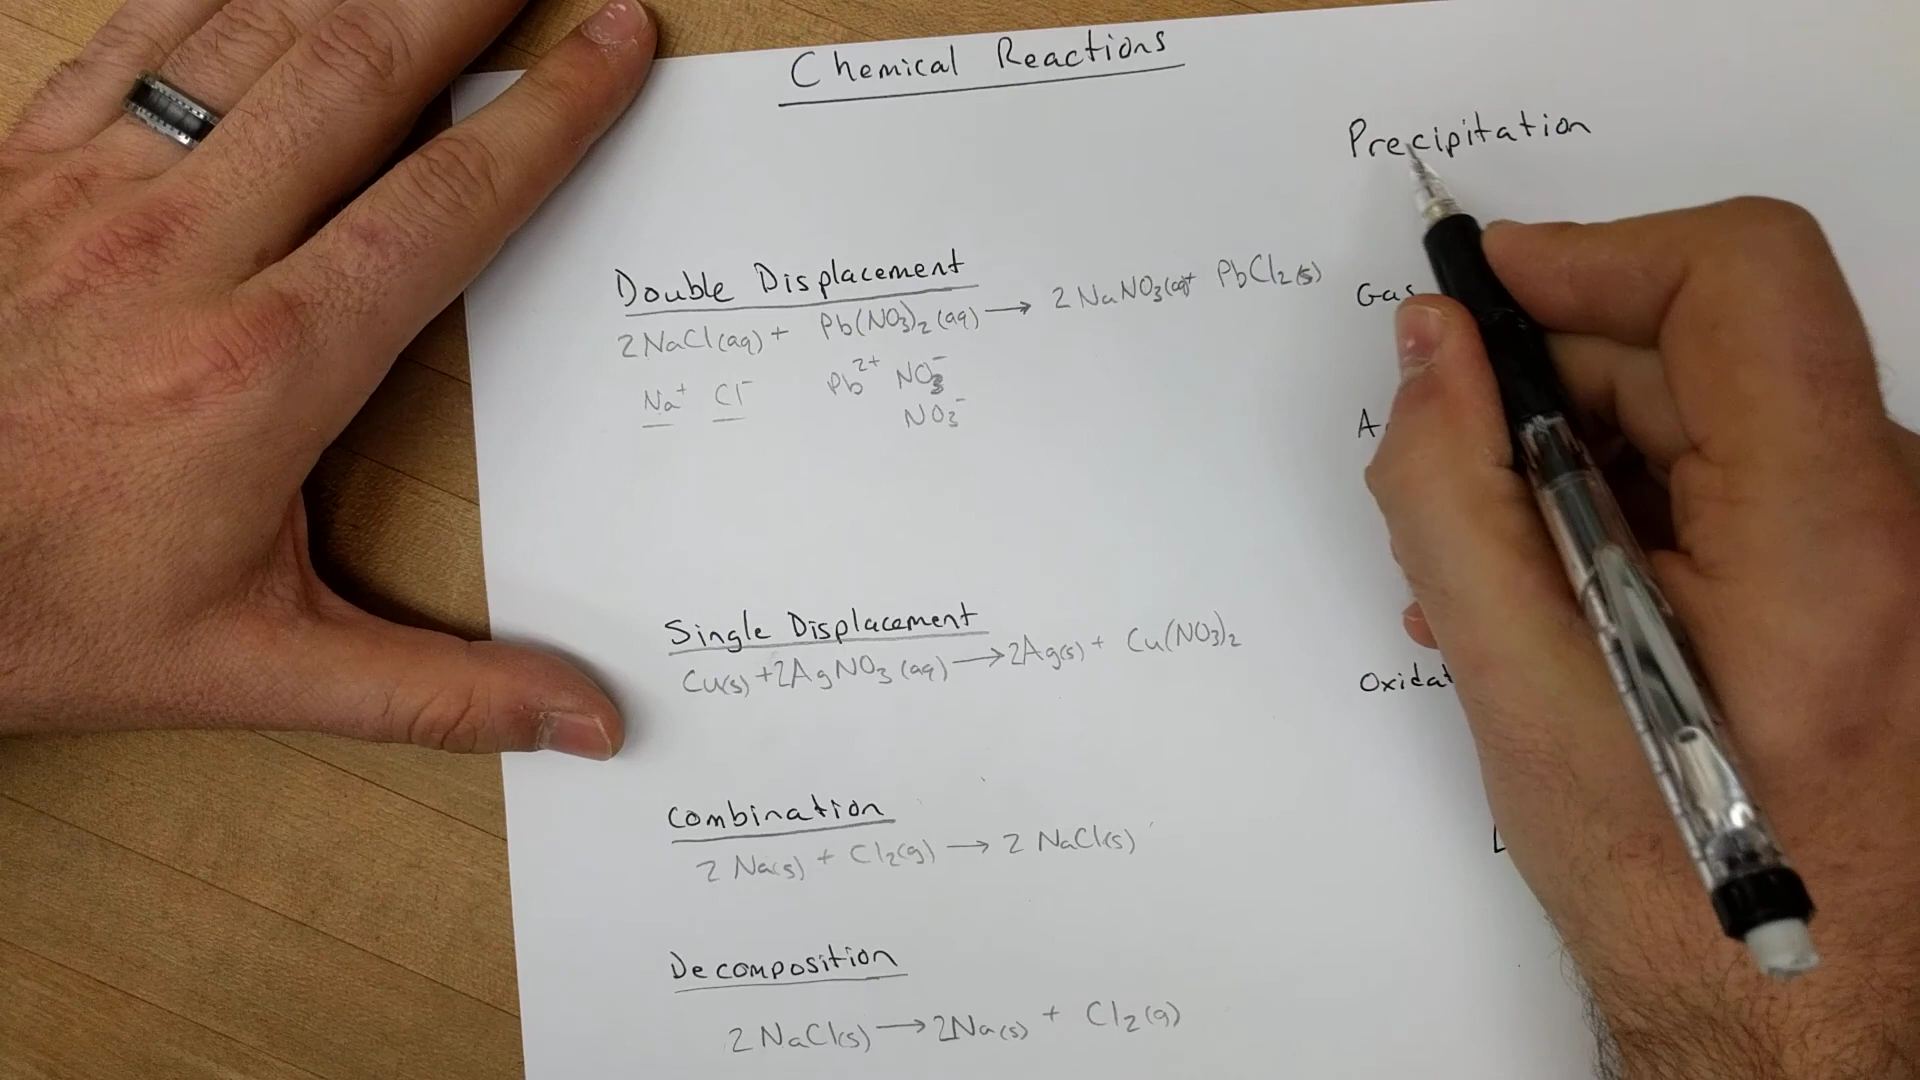 Chemical Reactions
Precipitation
Double Displacement
2NaCl(aq) + Pb(NO3)2(aq) → 2NaNO3(aq) + PbCl2(s)
Gas
Na⁺ Cl⁻ Pb²⁺ NO3⁻
NO3⁻
A
Single Displacement
Cu(s) + 2AgNO3(aq) → 2Ag(s) + Cu(NO3)2
Oxidat
Combination
2Na(s) + Cl2(g) → 2NaCl(s)
Decomposition
2NaCl(s) → 2Na(s) + Cl2(g)